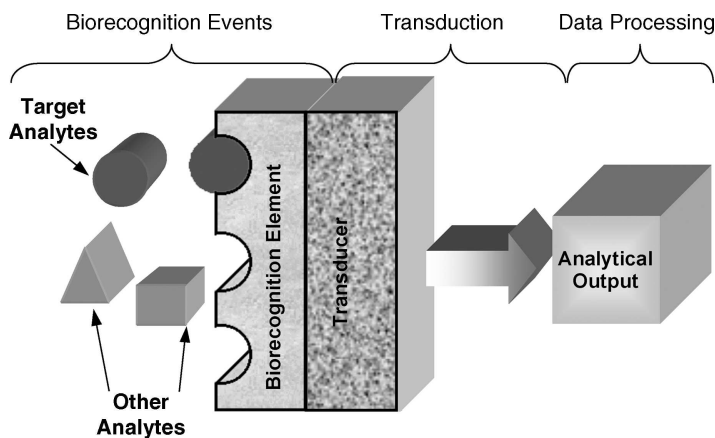 Biorecognition Events
Transduction
Data Processing
Target
Analytes
Biorecognition Element
Transducer
Analytical
Output
Other
Analytes